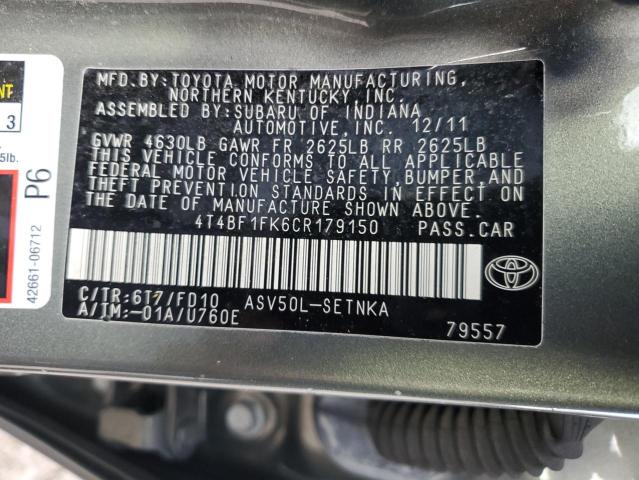 MFD. BY: TOYOTA MOTOR MANUFACTURING,
NORTHERN KENTUCKY, INC.
ASSEMBLED BY: SUBARU OF INDIANA
AUTOMOTIVE, INC. 12/11
GVWR 4630LB GAWR FR 2625LB RR 2625LB
THIS VEHICLE CONFORMS TO ALL APPLICABLE
FEDERAL MOTOR VEHICLE SAFETY, BUMPER AND
THEFT PREVENTION STANDARDS IN EFFECT ON
THE DATE OF MANUFACTURE SHOWN ABOVE.
4T4BF1FK6CR179150 PASS.CAR
C/TR:6T7/FD10 ASV50L-SETNKA
A/TM:-01A/U760E
79557
3
5lb.
P6
42661-06712